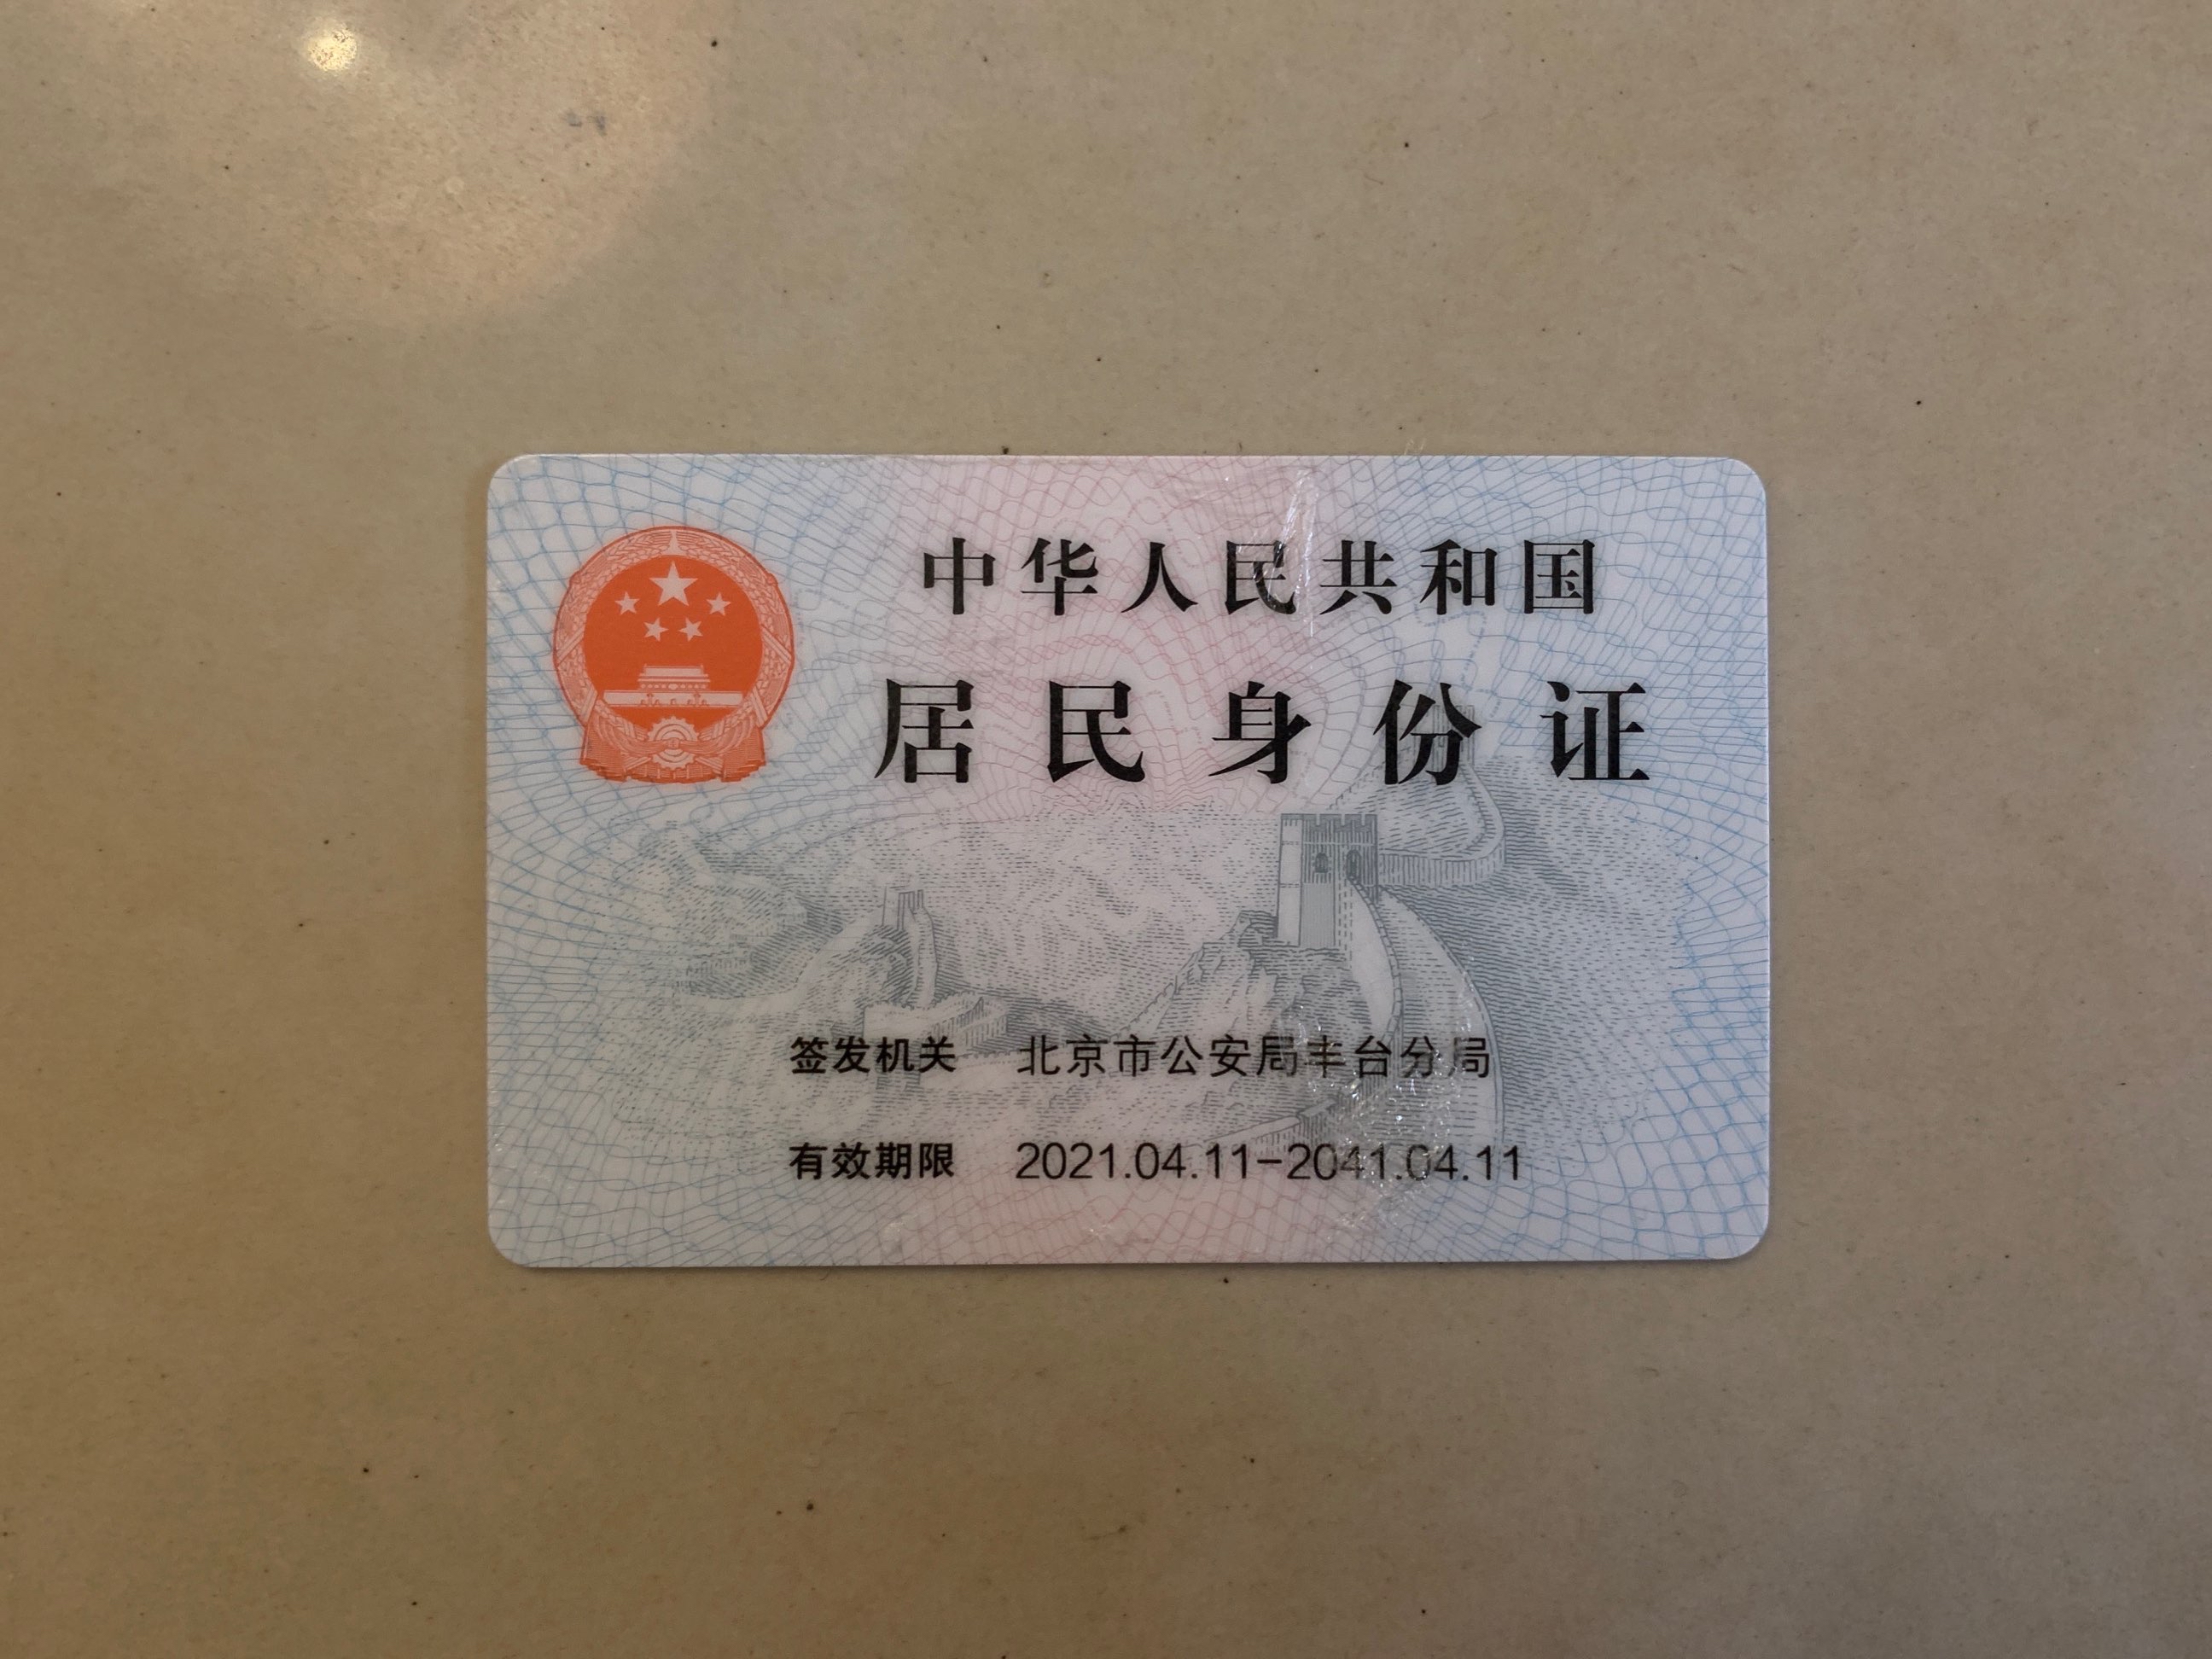 中华人民共和国
居民身份证
签发机关 北京市公安局丰台分局
有效期限 2021.04.11-2041.04.11